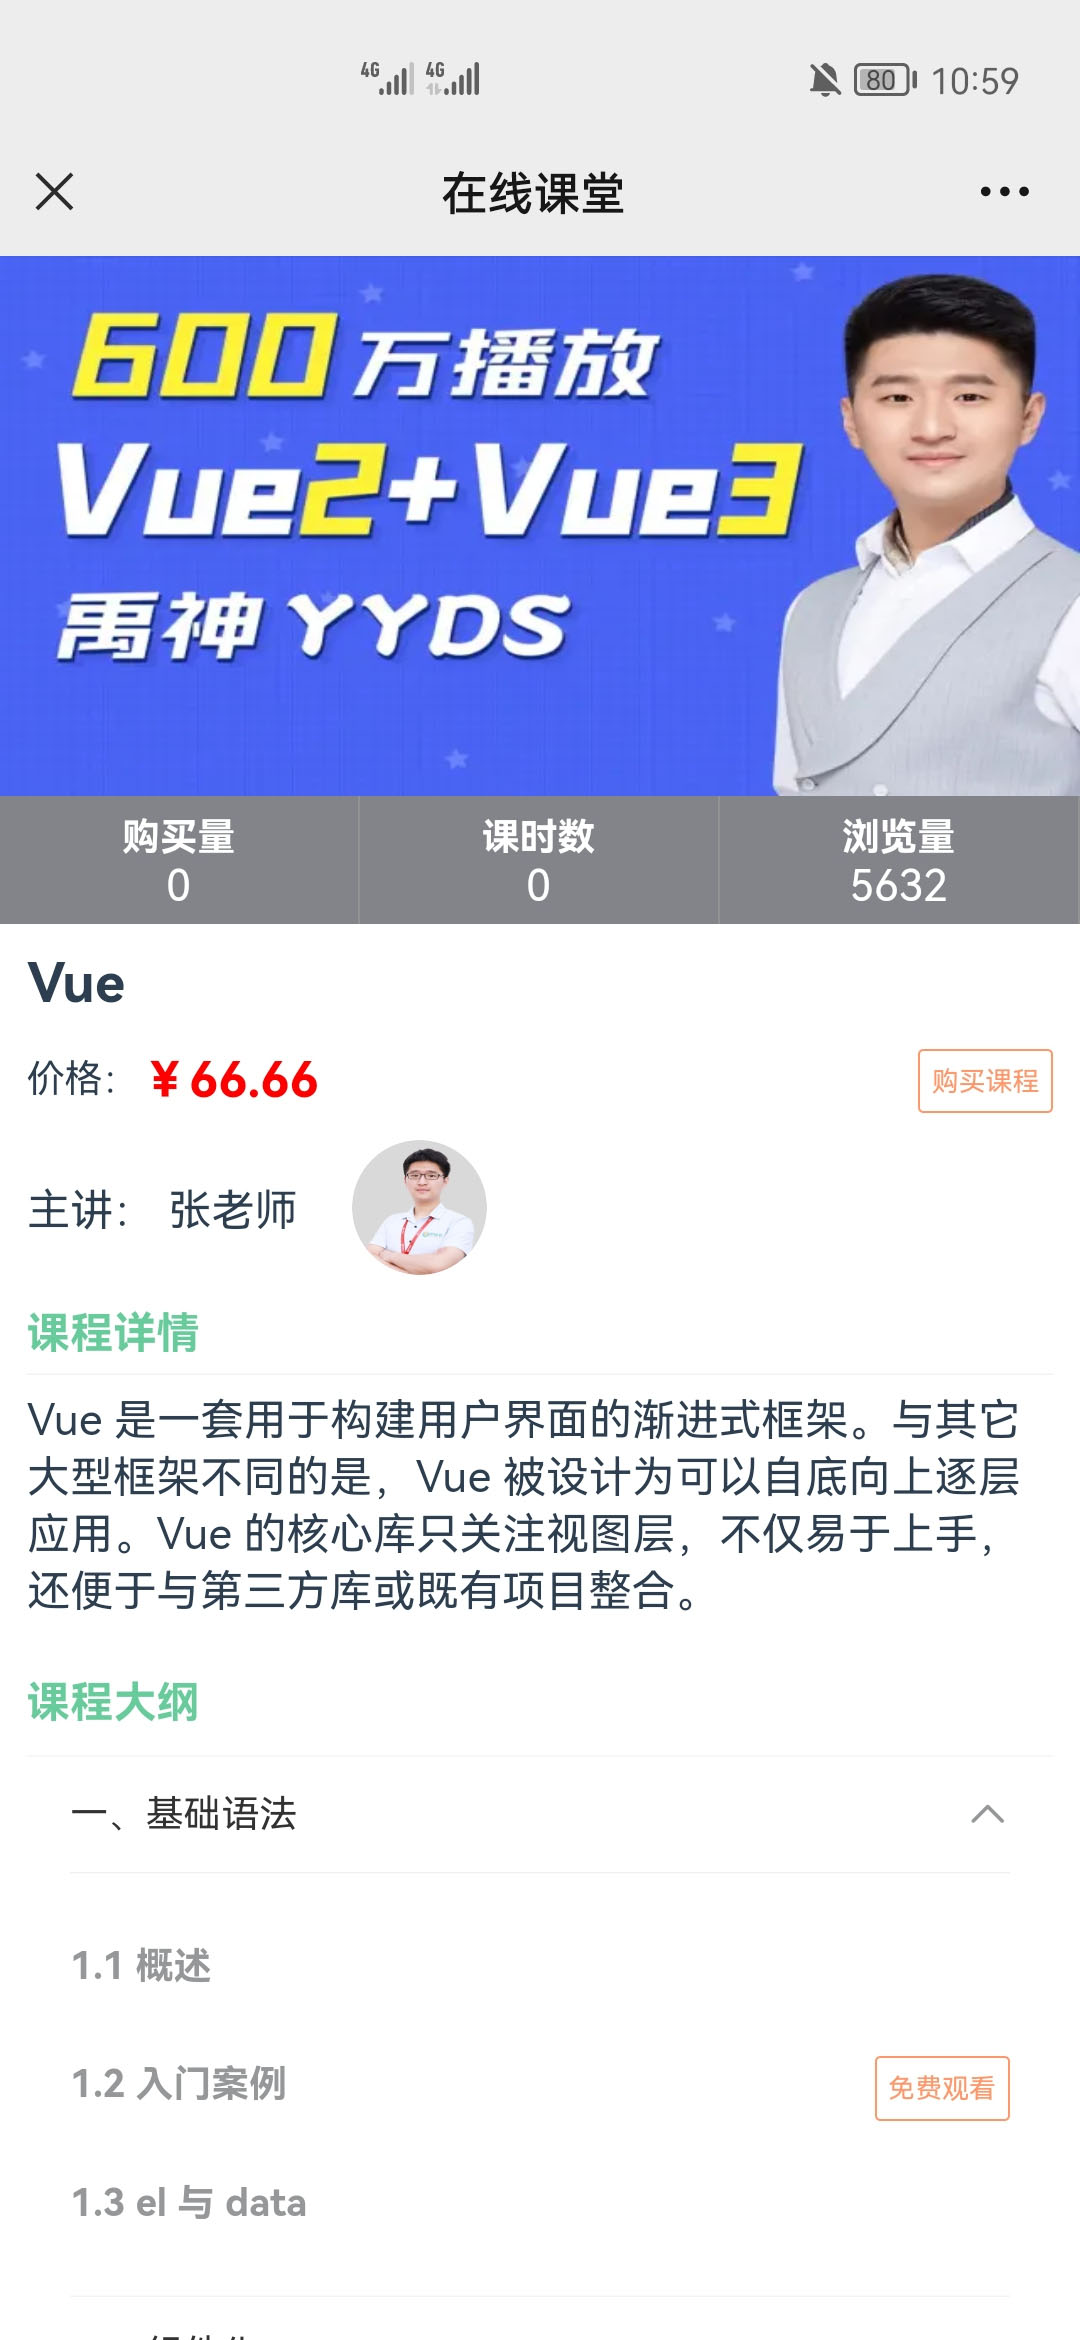 4G 4G 80 10:59
在线课堂
600万播放
Vue2+Vue3
禹神YYDS
购买量 课时数 浏览量
0 0 5632
Vue
价格： ¥ 66.66 购买课程
主讲： 张老师
课程详情
Vue 是一套用于构建用户界面的渐进式框架。与其它
大型框架不同的是，Vue 被设计为可以自底向上逐层
应用。Vue 的核心库只关注视图层，不仅易于上手，
还便于与第三方库或既有项目整合。
课程大纲
一、基础语法
1.1 概述
1.2 入门案例 免费观看
1.3 el 与 data